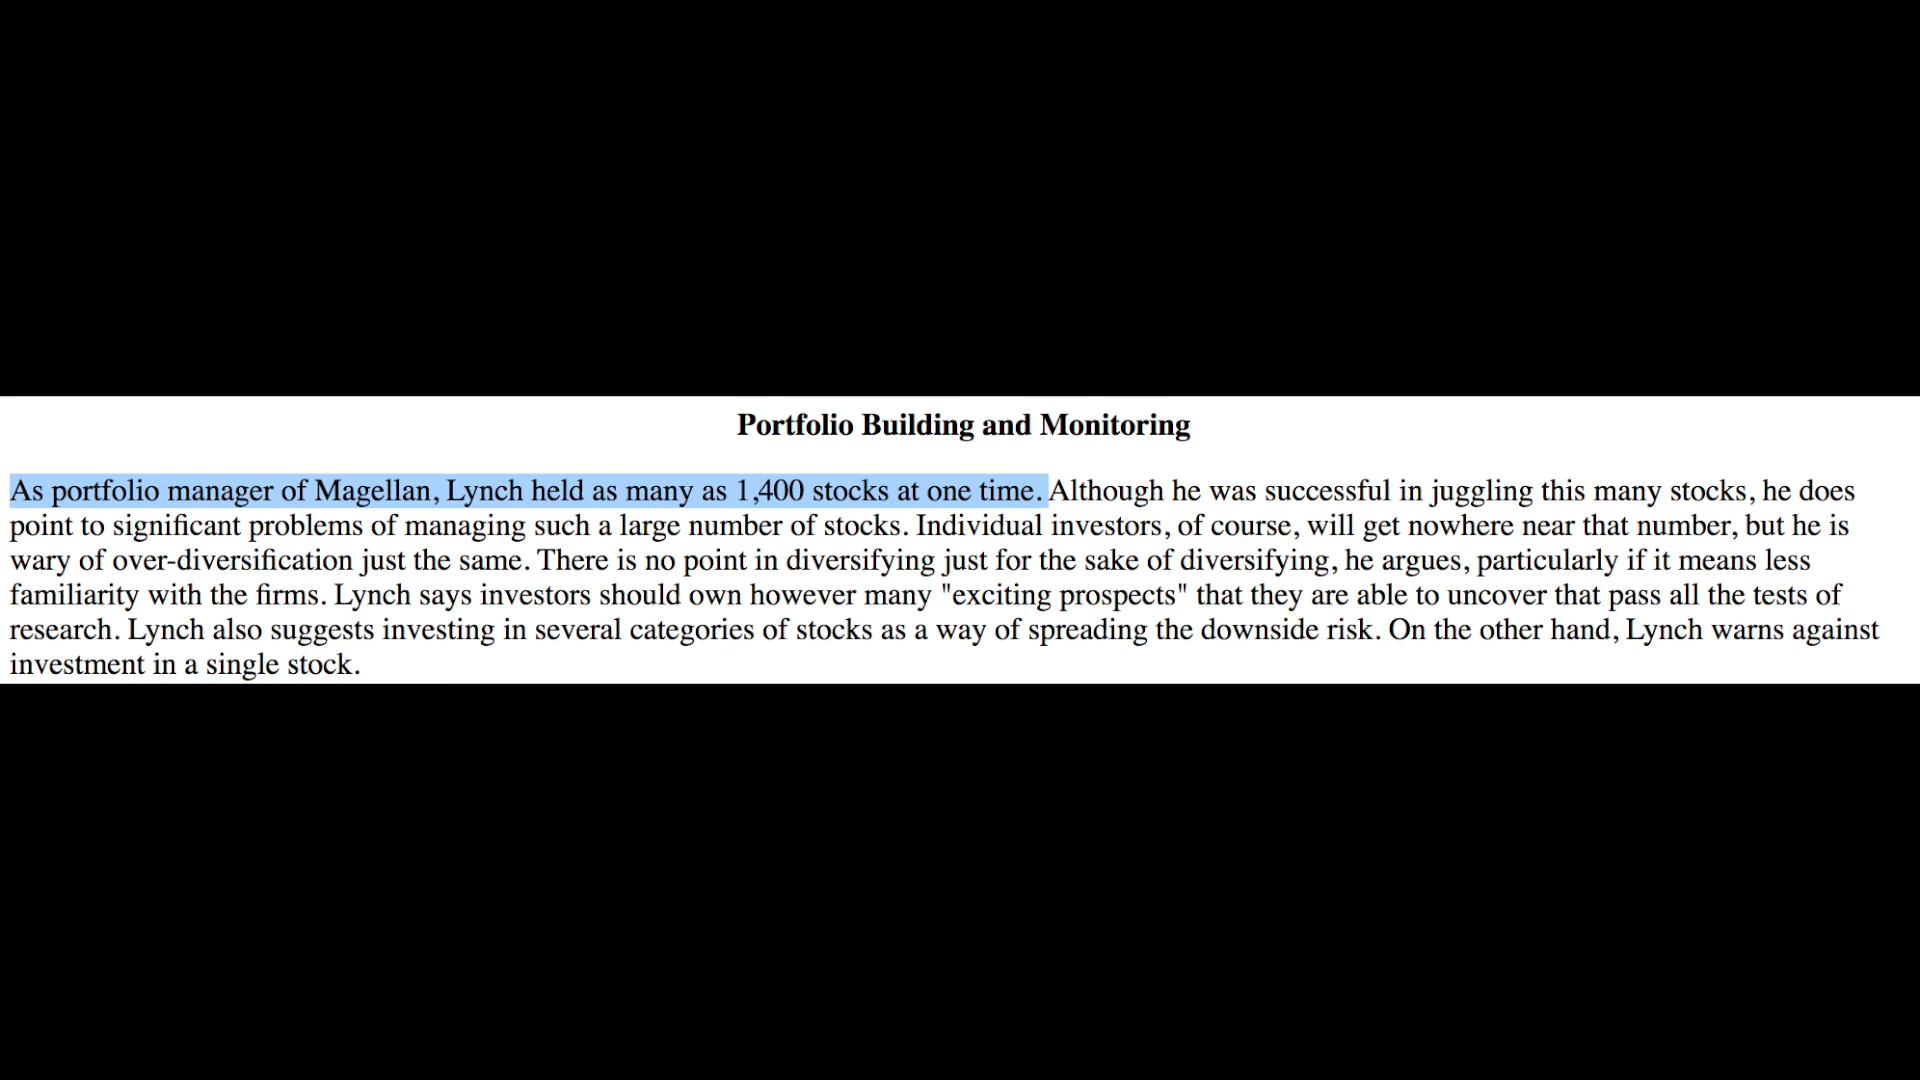 Portfolio Building and Monitoring
As portfolio manager of Magellan, Lynch held as many as 1,400 stocks at one time. Although he was successful in juggling this many stocks, he does
point to significant problems of managing such a large number of stocks. Individual investors, of course, will get nowhere near that number, but he is
wary of over-diversification just the same. There is no point in diversifying just for the sake of diversifying, he argues, particularly if it means less
familiarity with the firms. Lynch says investors should own however many "exciting prospects" that they are able to uncover that pass all the tests of
research. Lynch also suggests investing in several categories of stocks as a way of spreading the downside risk. On the other hand, Lynch warns against
investment in a single stock.